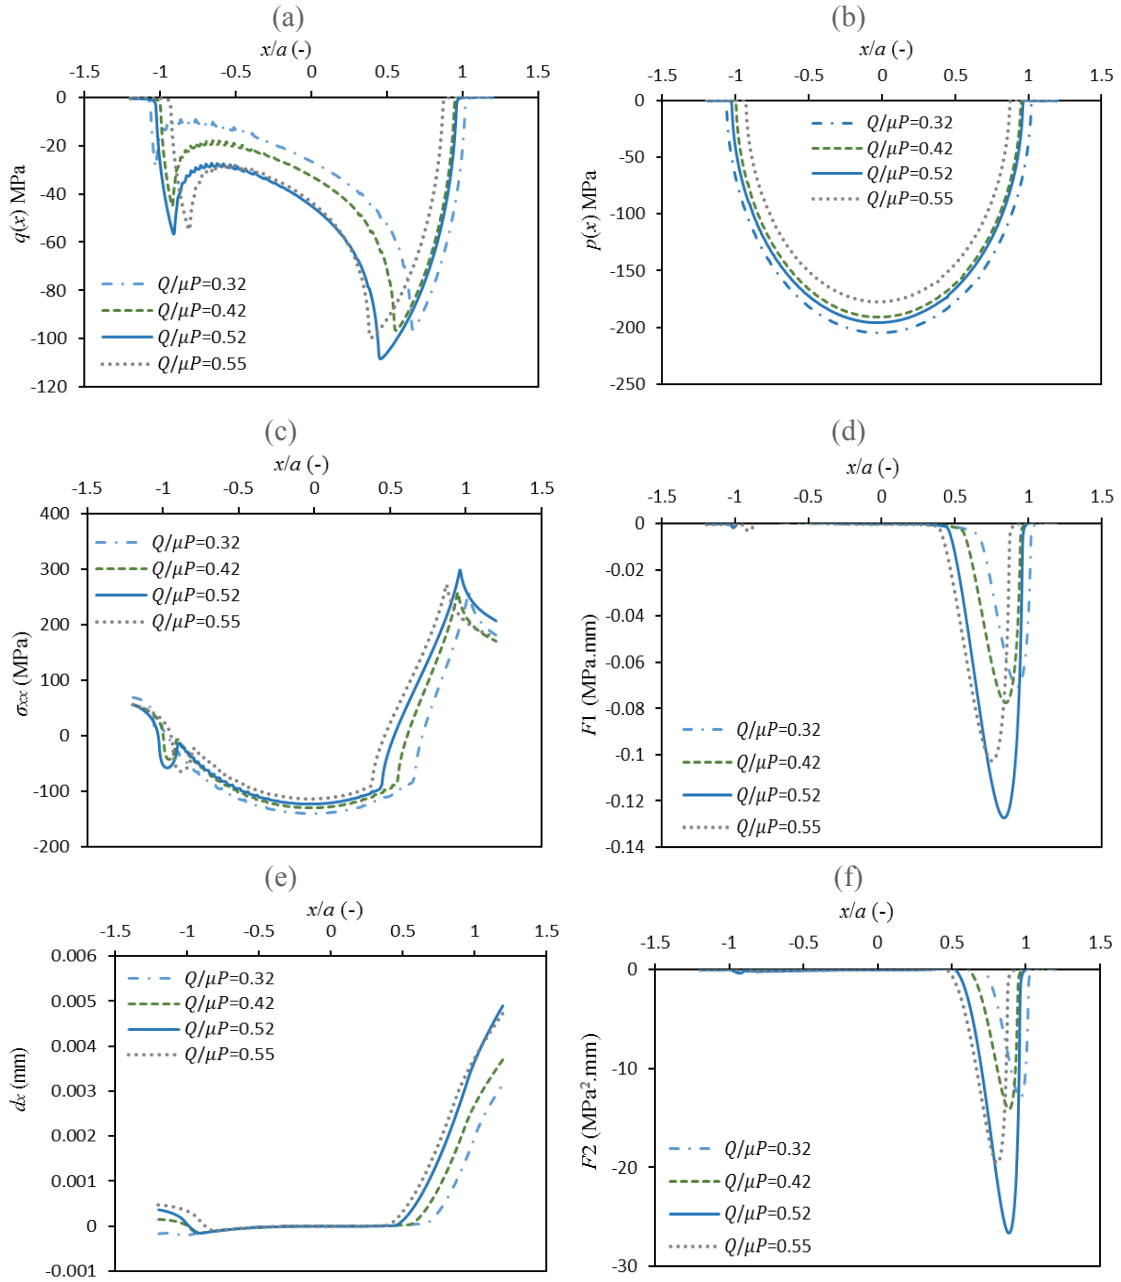 (a)
x/a (-)
-1.5 -1 -0.5 0 0.5 1 1.5
0
-20
-40
-60
-80
-100
-120
q(x) MPa
Q/μP=0.32
Q/μP=0.42
Q/μP=0.52
Q/μP=0.55
(b)
x/a (-)
-1.5 -1 -0.5 0 0.5 1 1.5
0
-50
-100
-150
-200
-250
p(x) MPa
Q/μP=0.32
Q/μP=0.42
Q/μP=0.52
Q/μP=0.55
(c)
x/a (-)
-1.5 -1 -0.5 0 0.5 1 1.5
400
300
200
100
0
-100
-200
σxx (MPa)
Q/μP=0.32
Q/μP=0.42
Q/μP=0.52
Q/μP=0.55
(d)
x/a (-)
-1.5 -1 -0.5 0 0.5 1 1.5
0
-0.02
-0.04
-0.06
-0.08
-0.1
-0.12
-0.14
F1 (MPa.mm)
Q/μP=0.32
Q/μP=0.42
Q/μP=0.52
Q/μP=0.55
(e)
x/a (-)
-1.5 -1 -0.5 0 0.5 1 1.5
0.006
0.005
0.004
0.003
0.002
0.001
0
-0.001
dx (mm)
Q/μP=0.32
Q/μP=0.42
Q/μP=0.52
Q/μP=0.55
(f)
x/a (-)
-1.5 -1 -0.5 0 0.5 1 1.5
0
-10
-20
-30
F2 (MPa².mm)
Q/μP=0.32
Q/μP=0.42
Q/μP=0.52
Q/μP=0.55